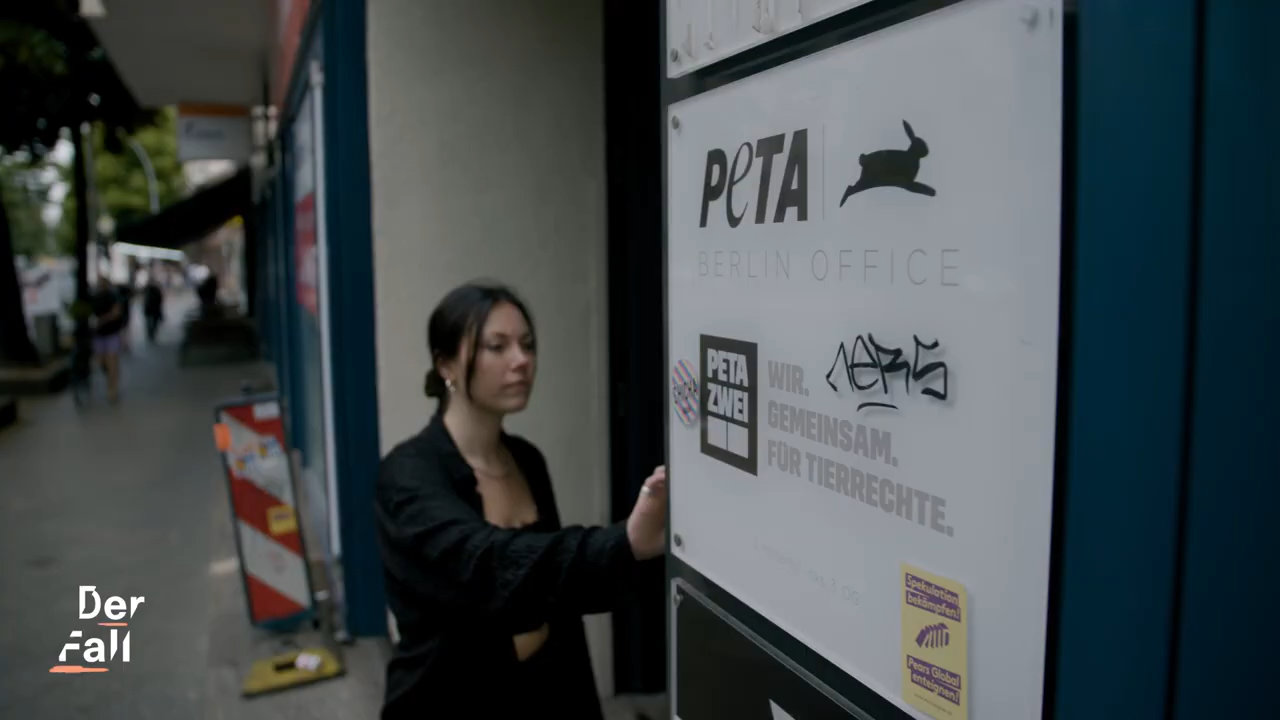 PeTA
BERLIN OFFICE
PETA
ZWEI
WIR.
GEMEINSAM.
FÜR TIERRECHTE.
Spekulation
bekämpfen!
Pears Global
enteignen!
Der
Fall